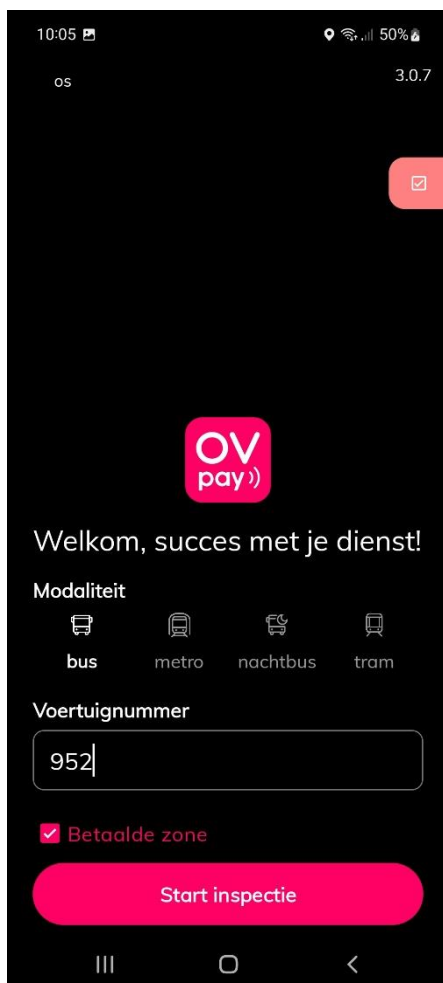 10:05 50%
os 3.0.7
OV
pay
Welkom, succes met je dienst!
Modaliteit
bus metro nachtbus tram
Voertuignummer
952
Betaalde zone
Start inspectie